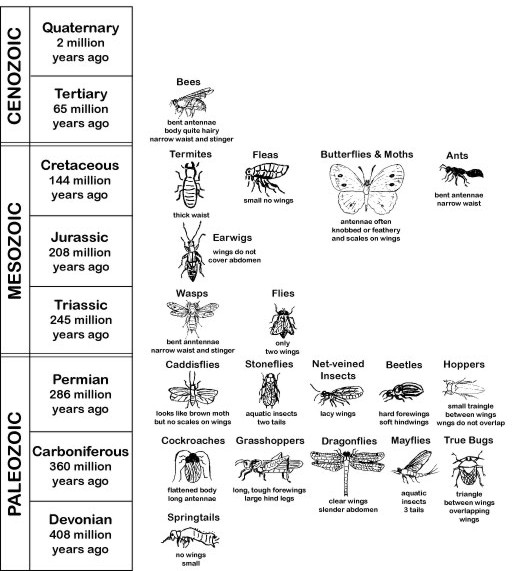 CENOZOIC
Quaternary
2 million
years ago
Tertiary
65 million
years ago
Bees
bent antennae
body quite hairy
narrow waist and stinger
MESOZOIC
Cretaceous
144 million
years ago
Termites
thick waist
Fleas
small no wings
Butterflies & Moths
antennae often
knobbed or feathery
and scales on wings
Ants
bent antennae
narrow waist
Jurassic
208 million
years ago
Earwigs
wings do not
cover abdomen
Triassic
245 million
years ago
Wasps
bent anntennae
narrow waist and stinger
Flies
only
two wings
PALEOZOIC
Permian
286 million
years ago
Caddisflies
looks like brown moth
but no scales on wings
Stoneflies
aquatic insects
two tails
Net-veined
Insects
lacy wings
Beetles
hard forewings
soft hindwings
Hoppers
small traingle
between wings
wngs do not overlap
Carboniferous
360 million
years ago
Cockroaches
flattened body
long antennae
Grasshoppers
long, tough forewings
large hind legs
Dragonflies
clear wings
slender abdomen
Mayflies
aquatic
insects
3 tails
True Bugs
triangle
between wings
overlapping
wings
Devonian
408 million
years ago
Springtails
no wings
small